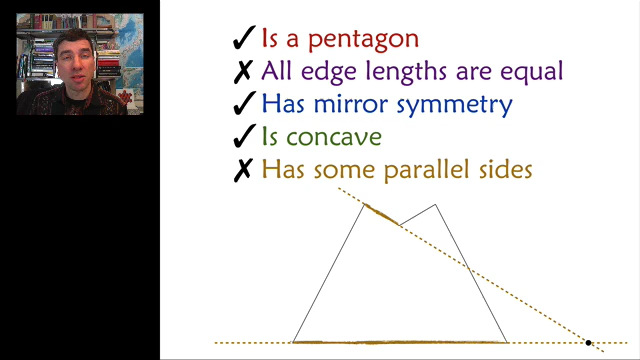 ✓ Is a pentagon
✗ All edge lengths are equal
✓ Has mirror symmetry
✓ Is concave
✗ Has some parallel sides